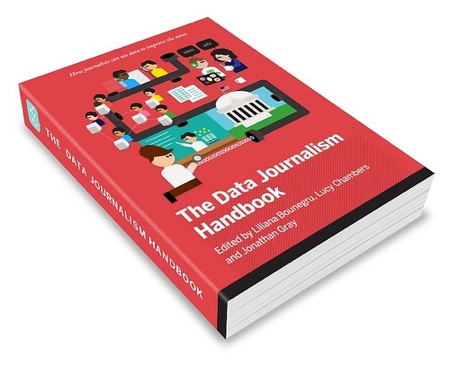 How journalists can use data to improve the news
The Data Journalism
Handbook
Edited by Liliana Bounegru, Lucy Chambers
and Jonathan Gray
THE DATA JOURNALISM HANDBOOK